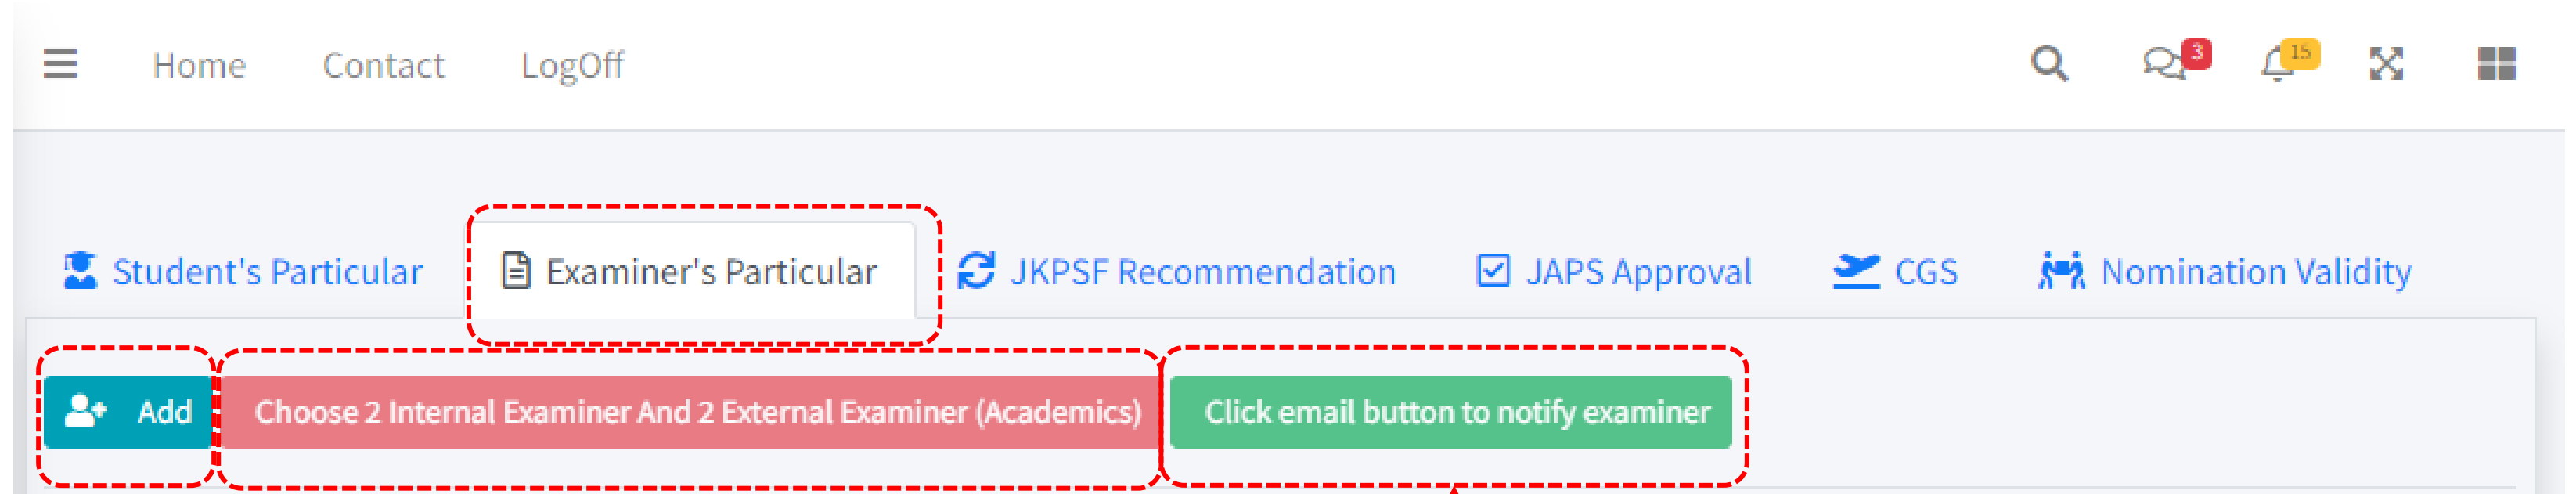 Home Contact LogOff 3 15
Student's Particular Examiner's Particular JKPSF Recommendation JAPS Approval CGS Nomination Validity
Add Choose 2 Internal Examiner And 2 External Examiner (Academics) Click email button to notify examiner